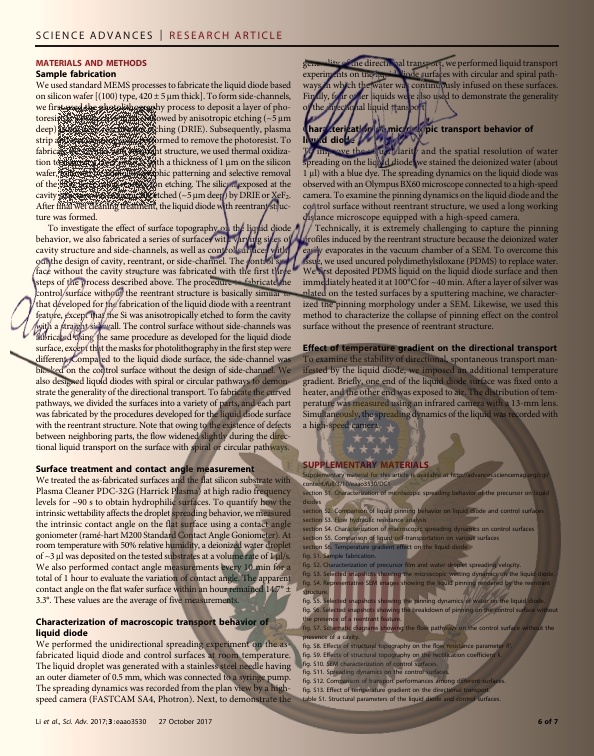 SCIENCE ADVANCES | RESEARCH ARTICLE
MATERIALS AND METHODS
Sample fabrication
We used standard MEMS processes to fabricate the liquid diode based
on silicon wafer [(100) type, 420 ± 5 μm thick]. To form side-channels,
we first used the photolithography process to deposit a layer of pho-
toresist followed by anisotropic etching (~5 μm
deep) etching (DRIE). Subsequently, plasma
strip performed to remove the photoresist. To
fabricate structure, we used thermal oxidiza-
tion to with a thickness of 1 μm on the silicon
wafer, followed by patterning and selective removal
of the etching. The silicon exposed at the
cavity etched (~5 μm deep) by DRIE or XeF₂.
After final wet cleaning treatment, the liquid diode with reentrant struc-
ture was formed.
To investigate the effect of surface topography on the liquid diode
behavior, we also fabricated a series of surfaces with varying sizes of
cavity structure and side-channels, as well as control surfaces with-
out the design of cavity, reentrant, or side-channel. The control sur-
face without the cavity structure was fabricated with the first three
steps of the process described above. The procedure to fabricate the
control surface without the reentrant structure is basically similar to
that developed for the fabrication of the liquid diode with a reentrant
feature, except that the Si was anisotropically etched to form the cavity
with a straight sidewall. The control surface without side-channels was
fabricated using the same procedure as developed for the liquid diode
surface, except that the masks for photolithography in the first step were
different. Compared to the liquid diode surface, the side-channel was
blocked on the control surface without the design of side-channel. We
also designed liquid diodes with spiral or circular pathways to demon-
strate the generality of the directional transport. To fabricate the curved
pathways, we divided the surfaces into a variety of parts, and each part
was fabricated by the procedures developed for the liquid diode surface
with the reentrant structure. Note that owing to the existence of defects
between neighboring parts, the flow widened slightly during the direc-
tional liquid transport on the surface with spiral or circular pathways.
Surface treatment and contact angle measurement
We treated the as-fabricated surfaces and the flat silicon substrate with
Plasma Cleaner PDC-32G (Harrick Plasma) at high radio frequency
levels for ~90 s to obtain hydrophilic surfaces. To quantify how the
intrinsic wettability affects the droplet spreading behavior, we measured
the intrinsic contact angle on the flat surface using a contact angle
goniometer (ramé-hart M200 Standard Contact Angle Goniometer). At
room temperature with 50% relative humidity, a deionized water droplet
of ~3 μl was deposited on the tested substrates at a volume rate of 1 μl/s.
We also performed contact angle measurements every 10 min for a
total of 1 hour to evaluate the variation of contact angle. The apparent
contact angle on the flat wafer surface within an hour remained 14.7° ±
3.3°. These values are the average of five measurements.
Characterization of macroscopic transport behavior of
liquid diode
We performed the unidirectional spreading experiment on the as-
fabricated liquid diode and control surfaces at room temperature.
The liquid droplet was generated with a stainless steel needle having
an outer diameter of 0.5 mm, which was connected to a syringe pump.
The spreading dynamics was recorded from the plan view by a high-
speed camera (FASTCAM SA4, Photron). Next, to demonstrate the
generality of the directional transport, we performed liquid transport
experiments on the liquid diode surfaces with circular and spiral path-
ways in which the water was continuously infused on these surfaces.
Finally, four other liquids were also used to demonstrate the generality
of the directional liquid transport.
Characterization of microscopic transport behavior of
liquid diode
To improve the clarity and the spatial resolution of water
spreading on the liquid diode, we stained the deionized water (about
1 μl) with a blue dye. The spreading dynamics on the liquid diode was
observed with an Olympus BX60 microscope connected to a high-speed
camera. To examine the pinning dynamics on the liquid diode and the
control surface without reentrant structure, we used a long working
distance microscope equipped with a high-speed camera.
Technically, it is extremely challenging to capture the pinning
profiles induced by the reentrant structure because the deionized water
evaporates in the vacuum chamber of a SEM. To overcome this
issue, we used uncured polydimethylsiloxane (PDMS) to replace water.
We first deposited PDMS liquid on the liquid diode surface and then
immediately heated it at 100°C for ~40 min. After a layer of silver was
plated on the tested surfaces by a sputtering machine, we character-
ized the pinning morphology under a SEM. Likewise, we used this
method to characterize the collapse of pinning effect on the control
surface without the presence of reentrant structure.
Effect of temperature gradient on the directional transport
To examine the stability of directional, spontaneous transport man-
ifested by the liquid diode, we imposed an additional temperature
gradient. Briefly, one end of the liquid diode surface was fixed onto a
heater, and the other end was exposed to air. The distribution of tem-
perature was measured using an infrared camera with a 13-mm lens.
Simultaneously, the spreading dynamics of the liquid was recorded with
a high-speed camera.
SUPPLEMENTARY MATERIALS
Supplementary material for this article is available at http://advances.sciencemag.org/cgi/
content/full/3/10/eaao3530/DC1
section S1. Characterization of microscopic spreading behavior of the precursor on liquid
diodes
section S2. Comparison of liquid pinning behavior on liquid diode and control surfaces
section S3. Flow hydraulic resistance analysis
section S4. Characterization of macroscopic spreading dynamics on control surfaces
section S5. Comparison of liquid transportation on various surfaces
section S6. Temperature gradient effect on the liquid diode
fig. S1. Sample fabrication.
fig. S2. Characterization of precursor film and water droplet spreading velocity.
fig. S3. Selected snapshots showing the microscopic wetting dynamics on the liquid diode
fig. S4. Representative SEM images showing the liquid pinning rendered by the reentrant
structure.
fig. S5. Selected snapshots showing the pinning dynamics of water on the liquid diode.
fig. S6. Selected snapshots showing the breakdown of pinning on the control surface without
the presence of a reentrant feature.
fig. S7. Schematic diagrams showing the flow pathways on the control surface without the
presence of a cavity.
fig. S8. Effects of structural topography on the flow resistance parameter
fig. S9. Effects of structural topography on the rectification coefficient k.
fig. S10. SEM characterization of control surfaces.
fig. S11. Spreading dynamics on the control surfaces.
fig. S12. Comparison of transport performances among different surfaces.
fig. S13. Effect of temperature gradient on the directional transport.
table S1. Structural parameters of the liquid diode and control surfaces.
Li et al., Sci. Adv. 2017;3:eaao3530 27 October 2017
6 of 7